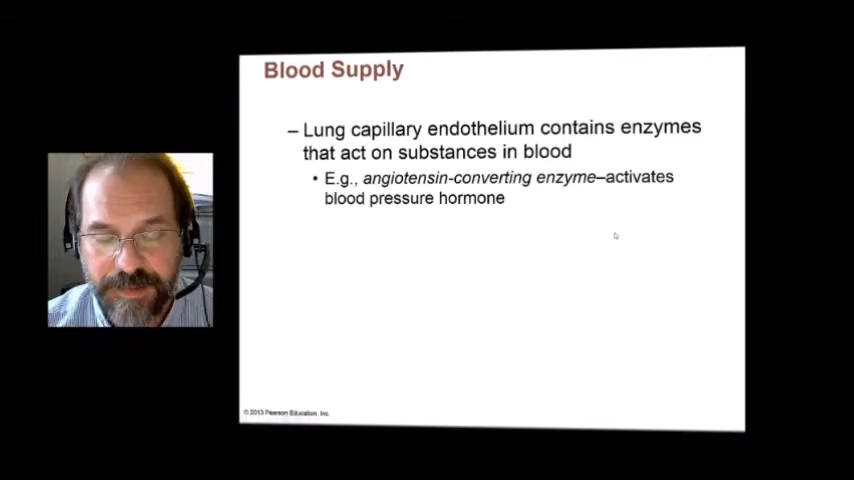 Blood Supply
– Lung capillary endothelium contains enzymes
that act on substances in blood
• E.g., angiotensin-converting enzyme–activates
blood pressure hormone
© 2013 Pearson Education, Inc.